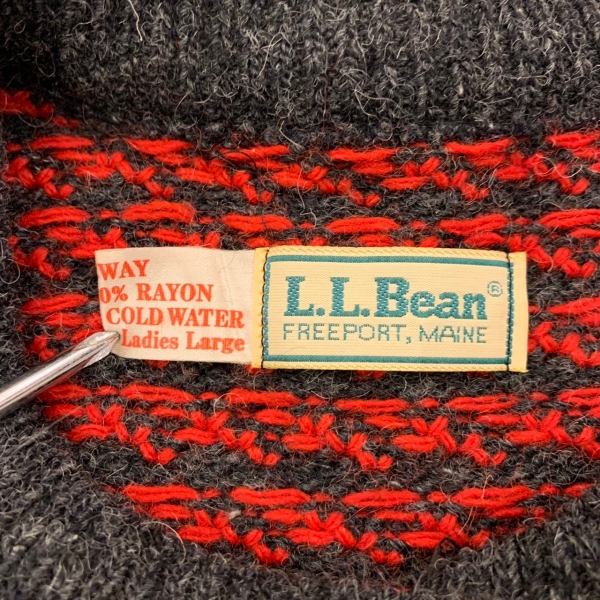 WAY
0% RAYON
COLD WATER
Ladies Large
L.L.Bean®
FREEPORT, MAINE